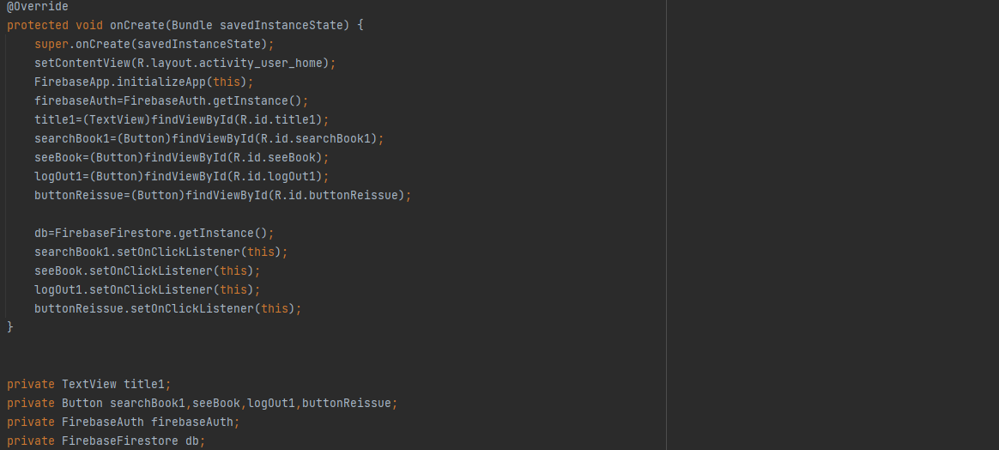 @Override
protected void onCreate(Bundle savedInstanceState) {
super.onCreate(savedInstanceState);
setContentView(R.layout.activity_user_home);
FirebaseApp.initializeApp(this);
firebaseAuth=FirebaseAuth.getInstance();
title1=(TextView)findViewById(R.id.title1);
searchBook1=(Button)findViewById(R.id.searchBook1);
seeBook=(Button)findViewById(R.id.seeBook);
logOut1=(Button)findViewById(R.id.logOut1);
buttonReissue=(Button)findViewById(R.id.buttonReissue);
db=FirebaseFirestore.getInstance();
searchBook1.setOnClickListener(this);
seeBook.setOnClickListener(this);
logOut1.setOnClickListener(this);
buttonReissue.setOnClickListener(this);
}
private TextView title1;
private Button searchBook1,seeBook,logOut1,buttonReissue;
private FirebaseAuth firebaseAuth;
private FirebaseFirestore db;